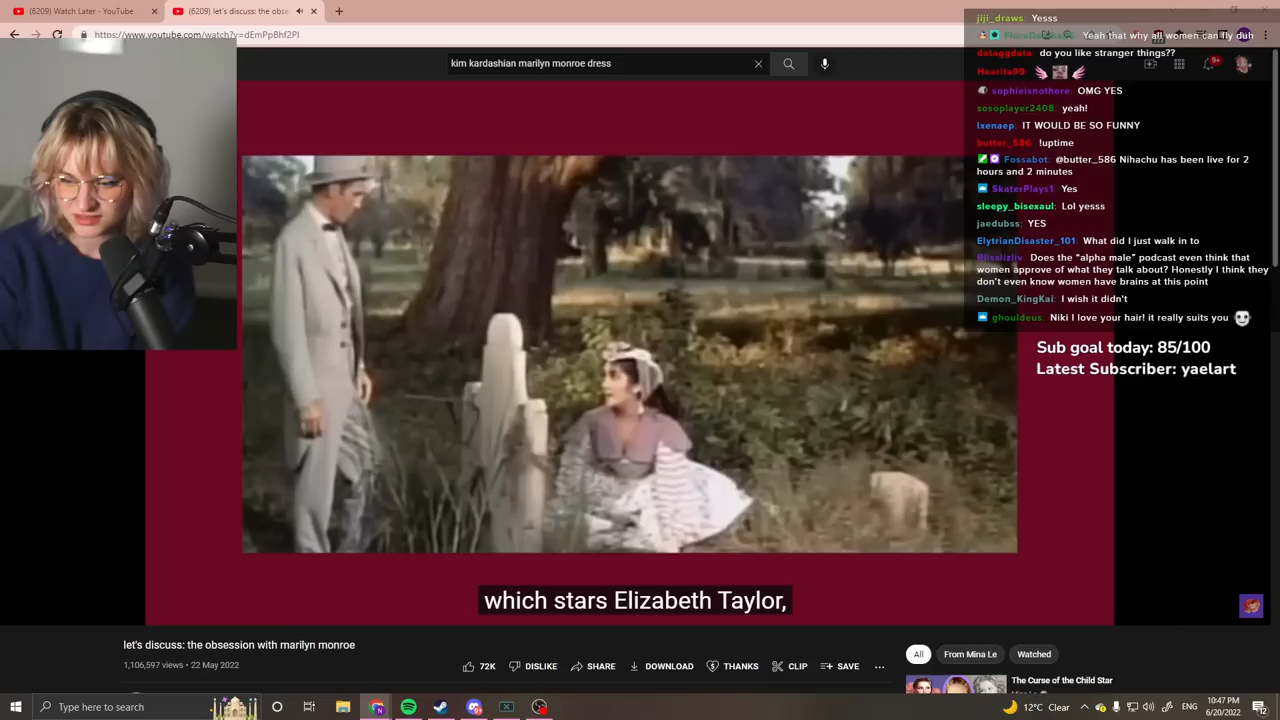 (6209) Later Alligator - YouTube
(6209) let's discuss: the obsession w
https://www.youtube.com/watch?v=dEmPpBhf2PI
kim kardashian marilyn monroe dress
9+
jiji_draws: Yesss
Yeah that why all women can fly duh
dataggdata: do you like stranger things??
Hearita99
sophieisnothere: OMG YES
sosoplayer2408: yeah!
lxenaep: IT WOULD BE SO FUNNY
butter_586: !uptime
Fossabot: @butter_586 Nihachu has been live for 2
hours and 2 minutes
SkaterPlays1: Yes
sleepy_bisexaul: Lol yesss
jaedubss: YES
ElytrianDisaster_101: What did I just walk in to
Blisslizliv: Does the "alpha male" podcast even think that
women approve of what they talk about? Honestly I think they
don't even know women have brains at this point
Demon_KingKai: I wish it didn't
ghouldeus: Niki I love your hair! it really suits you
Sub goal today: 85/100
Latest Subscriber: yaelart
which stars Elizabeth Taylor,
let's discuss: the obsession with marilyn monroe
1,106,597 views • 22 May 2022
72K
DISLIKE
SHARE
DOWNLOAD
THANKS
CLIP
SAVE
All
From Mina Le
Watched
The Curse of the Child Star
Type here to search
12°C Clear
10:47 PM
6/20/2022
12